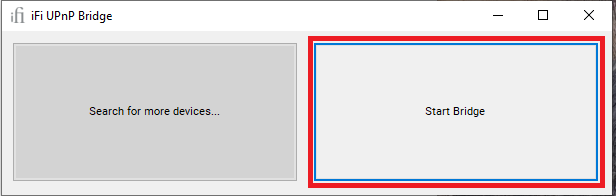 ifi iFi UPnP Bridge
Search for more devices...
Start Bridge